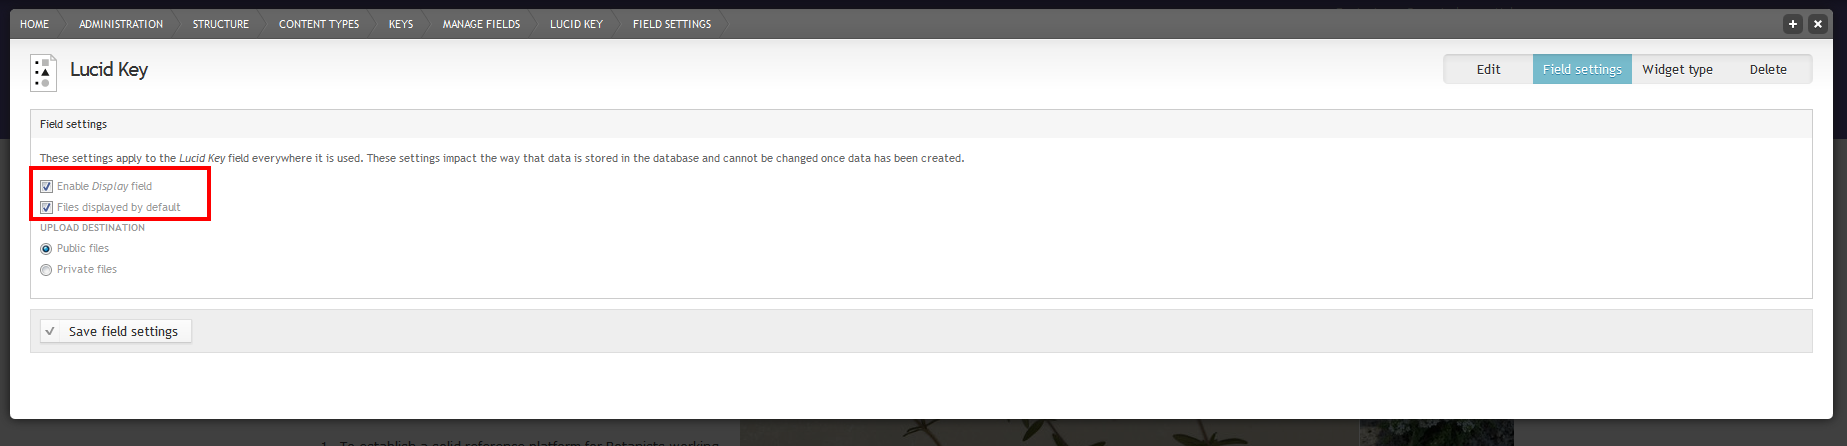 HOME ADMINISTRATION STRUCTURE CONTENT TYPES KEYS MANAGE FIELDS LUCID KEY FIELD SETTINGS
Lucid Key
Edit Field settings Widget type Delete
Field settings
These settings apply to the Lucid Key field everywhere it is used. These settings impact the way that data is stored in the database and cannot be changed once data has been created.
Enable Display field
Files displayed by default
UPLOAD DESTINATION
Public files
Private files
Save field settings
1. To establish a solid reference platform for Botanists working